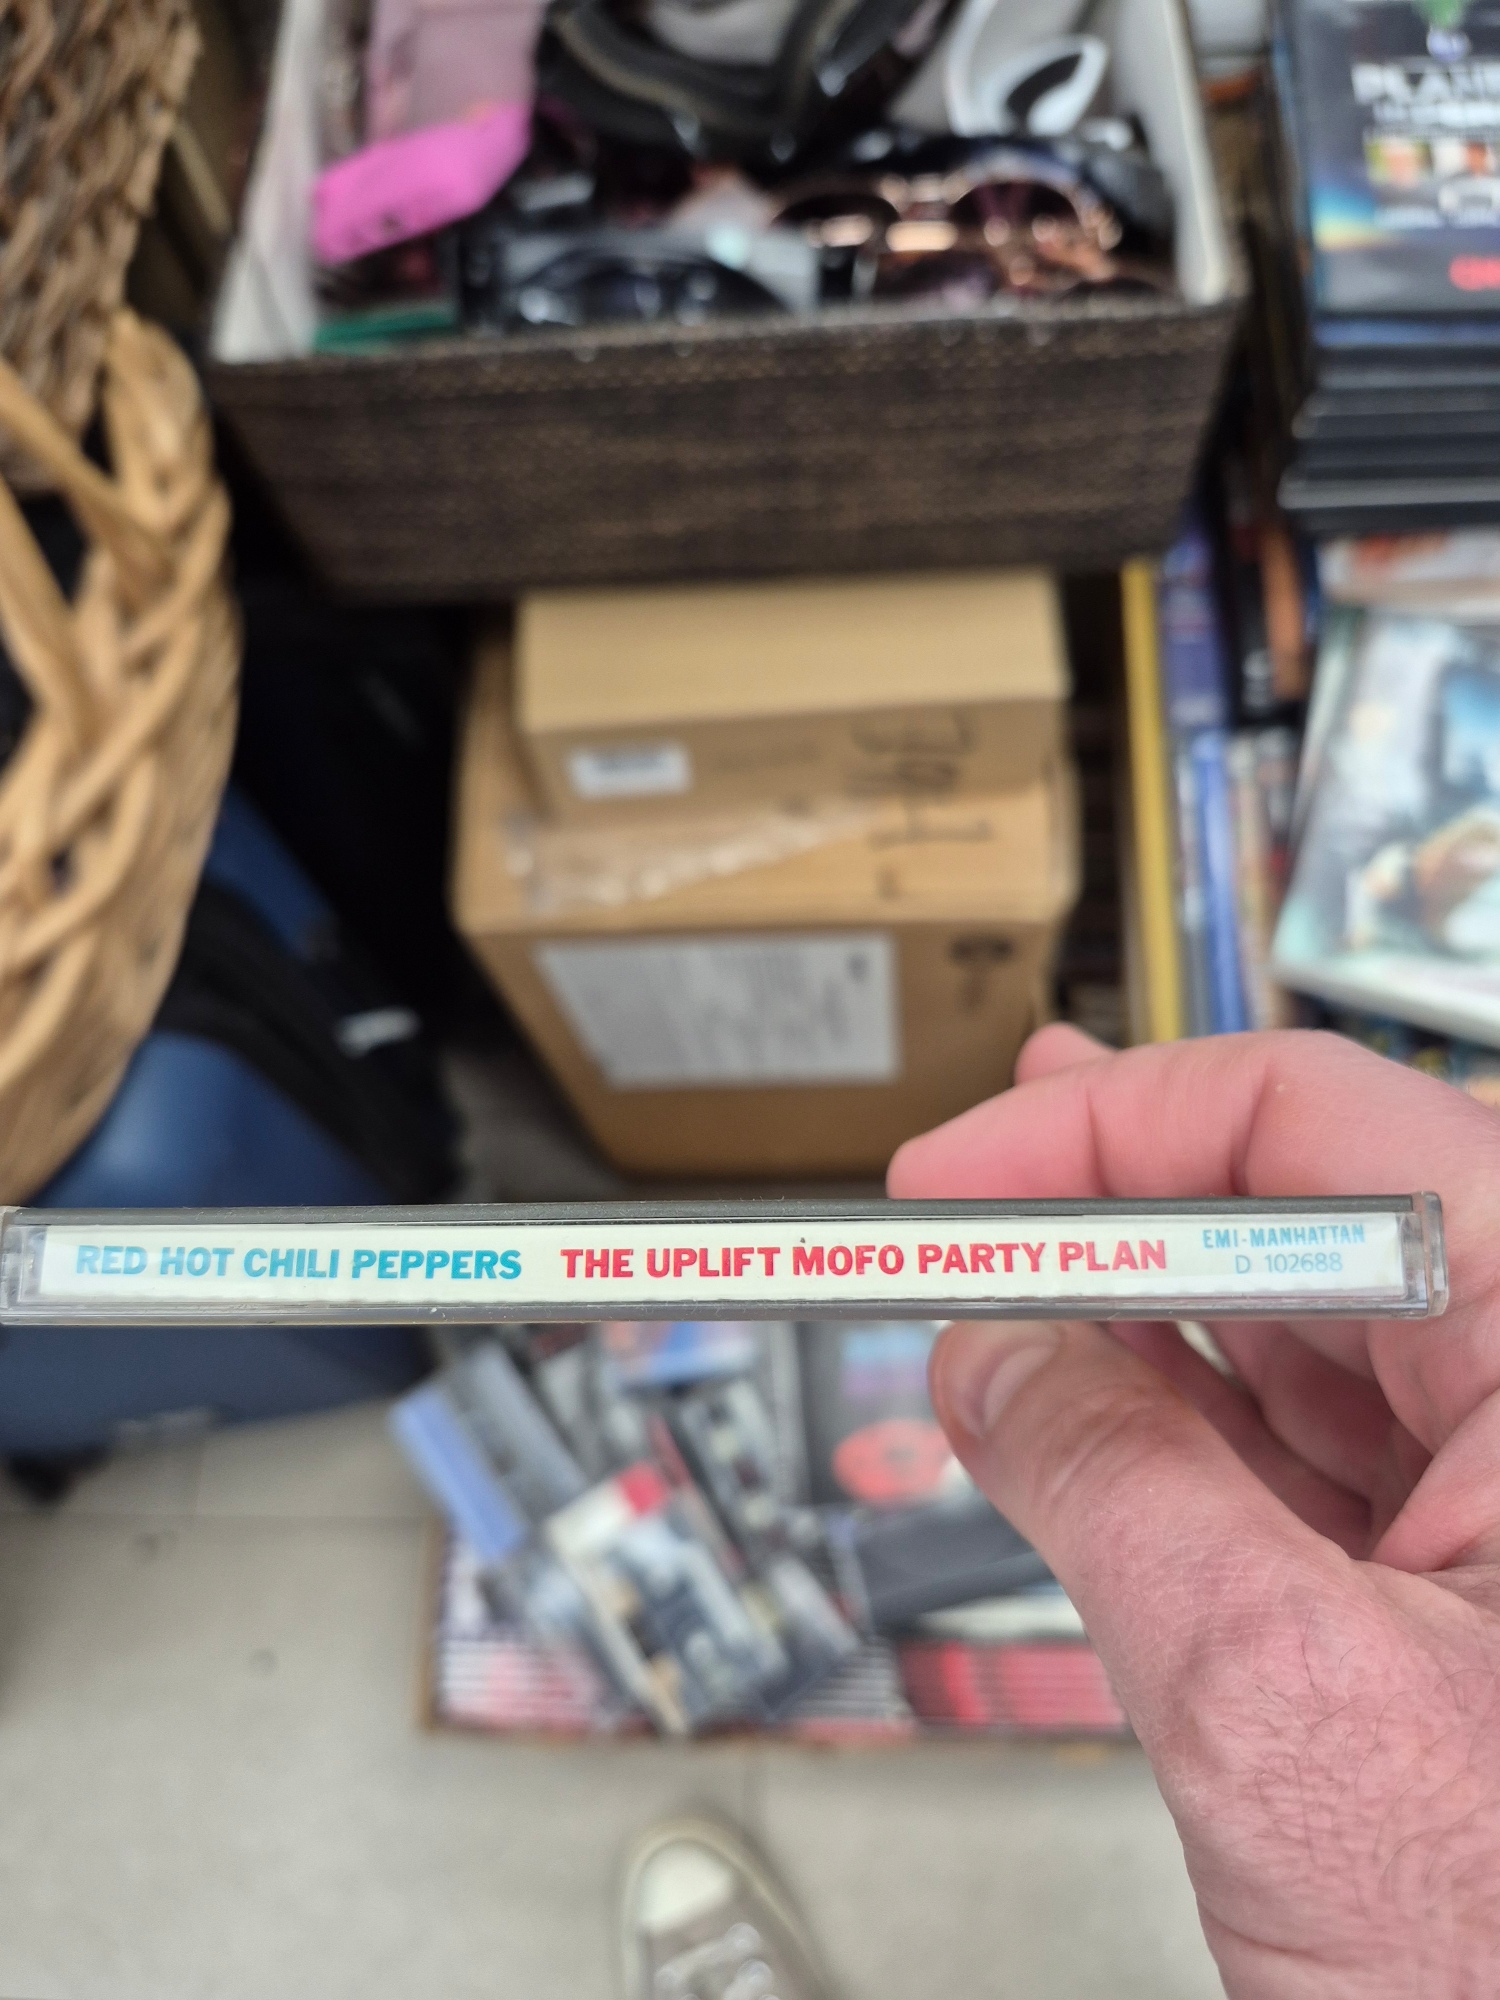 RED HOT CHILI PEPPERS THE UPLIFT MOFO PARTY PLAN
EMI-MANHATTAN
D 102688